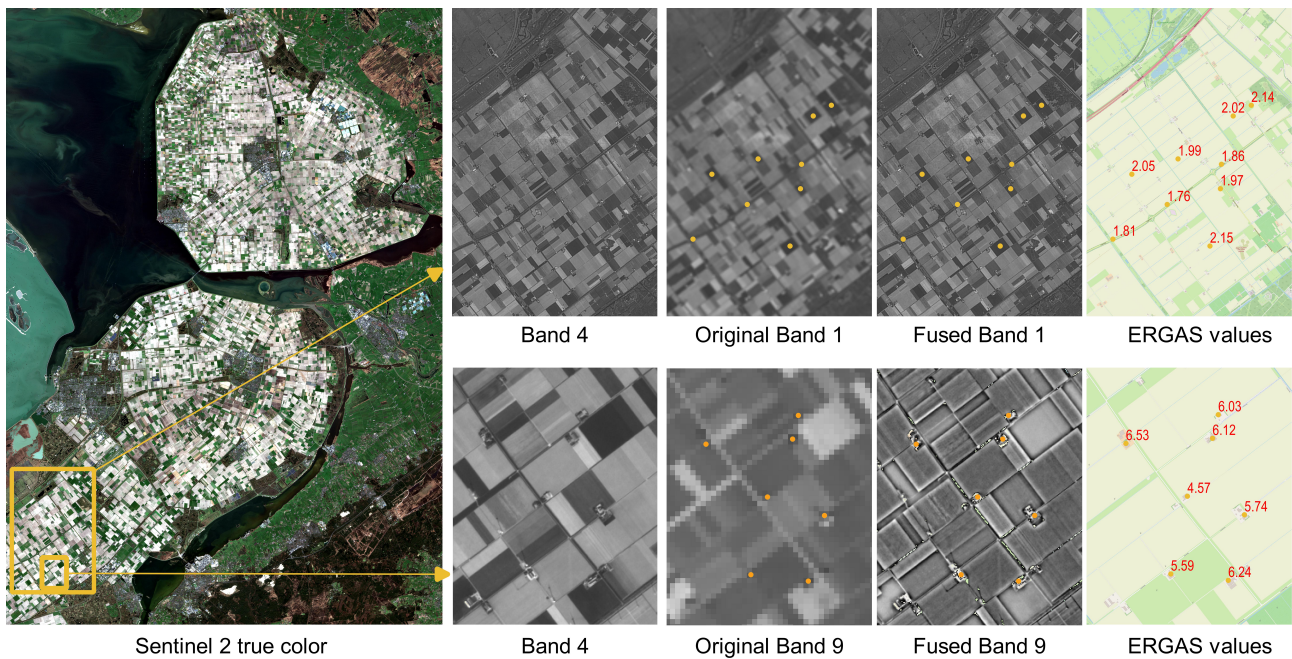 2.14
2.02
1.99
1.86
2.05
1.97
1.76
1.81
2.15
Band 4
Original Band 1
Fused Band 1
ERGAS values
6.03
6.12
6.53
4.57
5.74
5.59
6.24
Sentinel 2 true color
Band 4
Original Band 9
Fused Band 9
ERGAS values